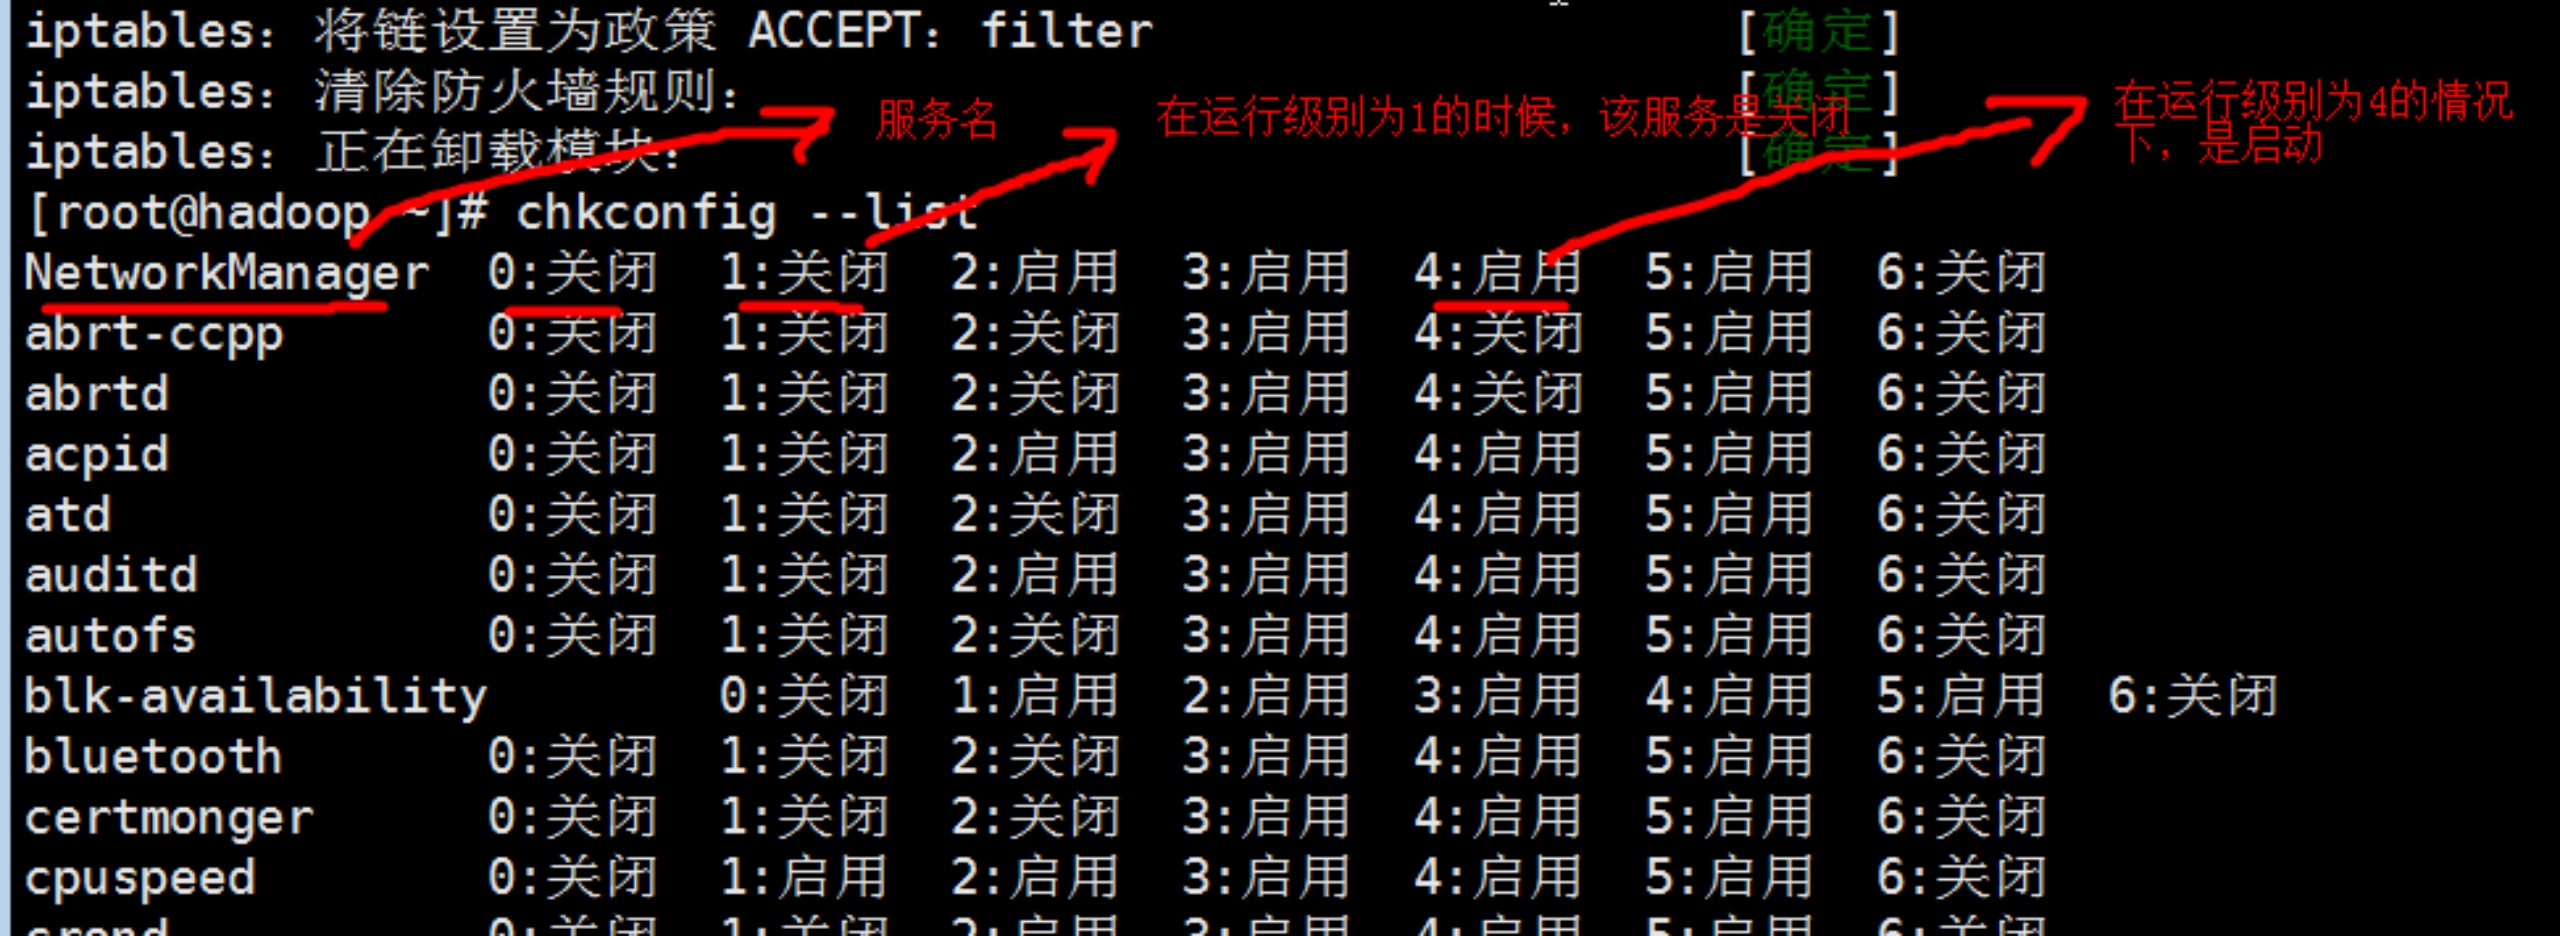 iptables：将链设置为政策 ACCEPT：filter [确定]
iptables：清除防火墙规则： [确定]
服务名
在运行级别为1的时候，该服务是关闭
在运行级别为4的情况
下，是启动
iptables：正在卸载模块： [确定]
[root@hadoop ~]# chkconfig --list
NetworkManager 0:关闭 1:关闭 2:启用 3:启用 4:启用 5:启用 6:关闭
abrt-ccpp 0:关闭 1:关闭 2:关闭 3:启用 4:关闭 5:启用 6:关闭
abrtd 0:关闭 1:关闭 2:关闭 3:启用 4:关闭 5:启用 6:关闭
acpid 0:关闭 1:关闭 2:启用 3:启用 4:启用 5:启用 6:关闭
atd 0:关闭 1:关闭 2:关闭 3:启用 4:启用 5:启用 6:关闭
auditd 0:关闭 1:关闭 2:启用 3:启用 4:启用 5:启用 6:关闭
autofs 0:关闭 1:关闭 2:关闭 3:启用 4:启用 5:启用 6:关闭
blk-availability 0:关闭 1:启用 2:启用 3:启用 4:启用 5:启用 6:关闭
bluetooth 0:关闭 1:关闭 2:关闭 3:启用 4:启用 5:启用 6:关闭
certmonger 0:关闭 1:关闭 2:关闭 3:启用 4:启用 5:启用 6:关闭
cpuspeed 0:关闭 1:启用 2:启用 3:启用 4:启用 5:启用 6:关闭
crond 0:关闭 1:关闭 2:启用 3:启用 4:启用 5:启用 6:关闭